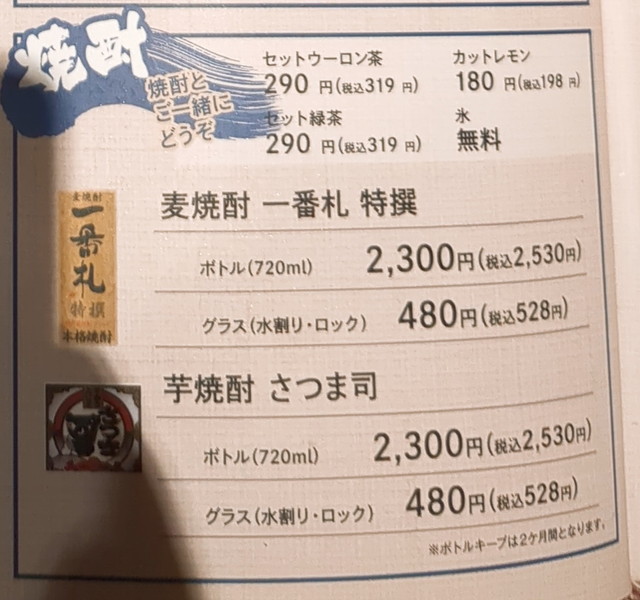 焼酎
焼酎と
ご一緒に
どうぞ
セットウーロン茶
290 円(税込319 円)
カットレモン
180 円(税込198 円)
セット緑茶
290 円(税込319 円)
氷
無料
麦焼酎
一番札
特撰
本格焼酎
麦焼酎 一番札 特撰
ボトル(720ml) 2,300円(税込2,530円)
グラス(水割り・ロック) 480円(税込528円)
芋焼酎 さつま司
ボトル(720ml) 2,300円(税込2,530円)
グラス(水割り・ロック) 480円(税込528円)
※ボトルキープは2ケ月間となります。